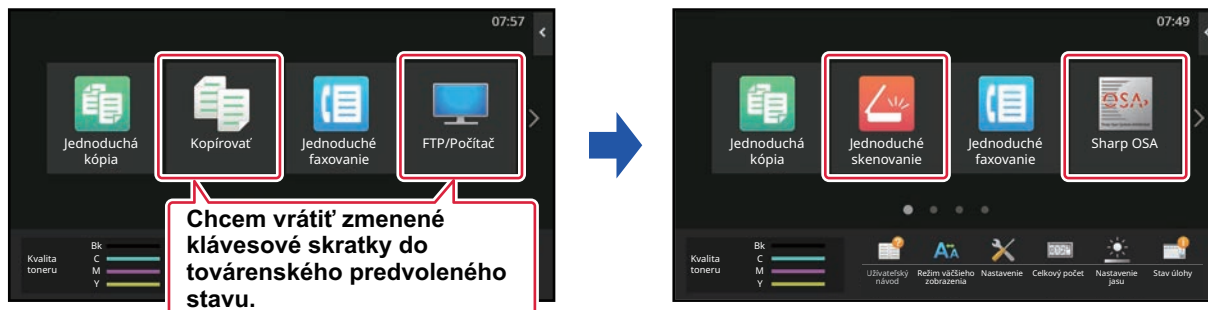 07:57
Jednoduchá
kópia
Kopírovať
Jednoduché
faxovanie
FTP/Počítač
Chcem vrátiť zmenené
klávesové skratky do
továrenského predvoleného
stavu.
Kvalita
toneru
Bk
C
M
Y
07:49
Jednoduchá
kópia
Jednoduché
skenovanie
Jednoduché
faxovanie
OSA
Sharp OSA
Kvalita
toneru
Bk
C
M
Y
Užívateľský
návod
Režim väčšieho
zobrazenia
Nastavenie
Celkový počet
Nastavenie
jasu
Stav úlohy